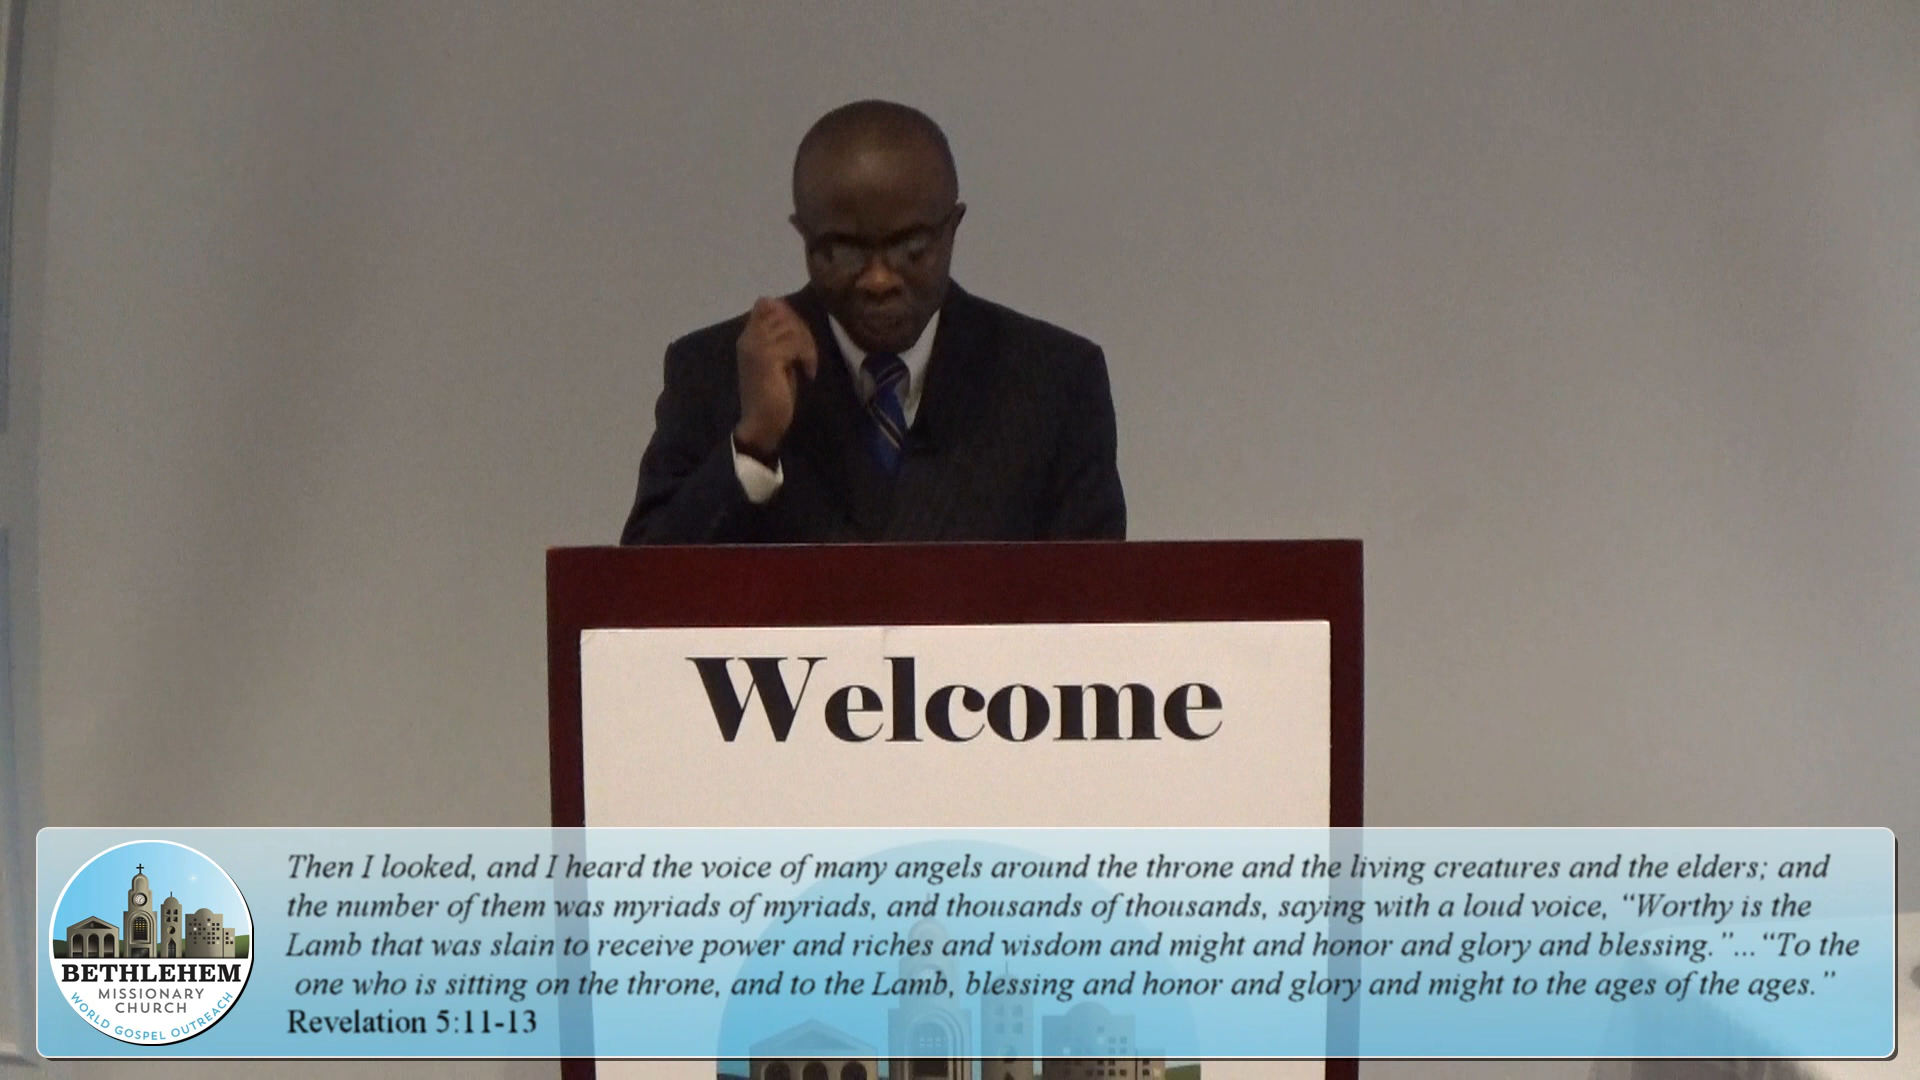 Welcome
Then I looked, and I heard the voice of many angels around the throne and the living creatures and the elders; and
the number of them was myriads of myriads, and thousands of thousands, saying with a loud voice, “Worthy is the
Lamb that was slain to receive power and riches and wisdom and might and honor and glory and blessing.”...“To the
one who is sitting on the throne, and to the Lamb, blessing and honor and glory and might to the ages of the ages.”
Revelation 5:11-13
BETHLEHEM
MISSIONARY
CHURCH
WORLD GOSPEL OUTREACH